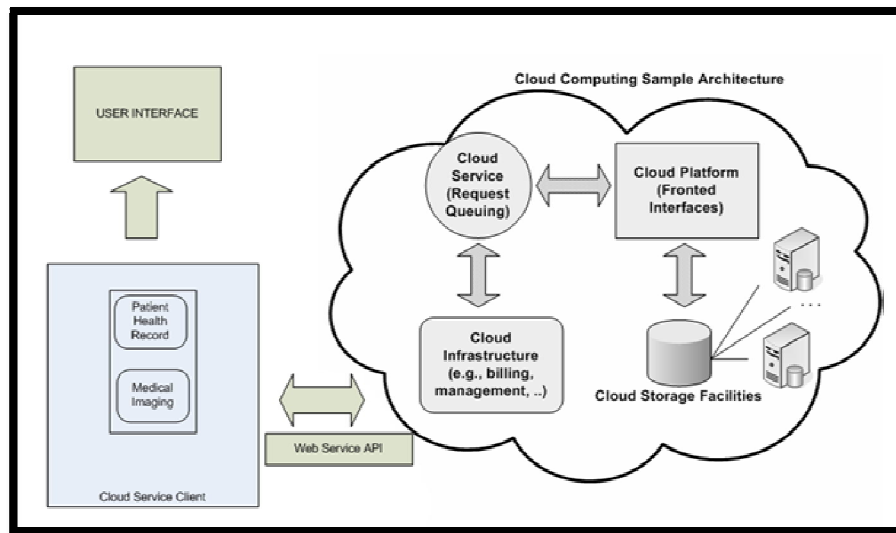 Cloud Computing Sample Architecture
USER INTERFACE
Cloud
Service
(Request
Queuing)
Cloud Platform
(Fronted
Interfaces)
Patient
Health
Record
Medical
Imaging
Cloud
Infrastructure
(e.g., billing,
management, ..)
. . .
Cloud Storage Facilities
Web Service API
Cloud Service Client